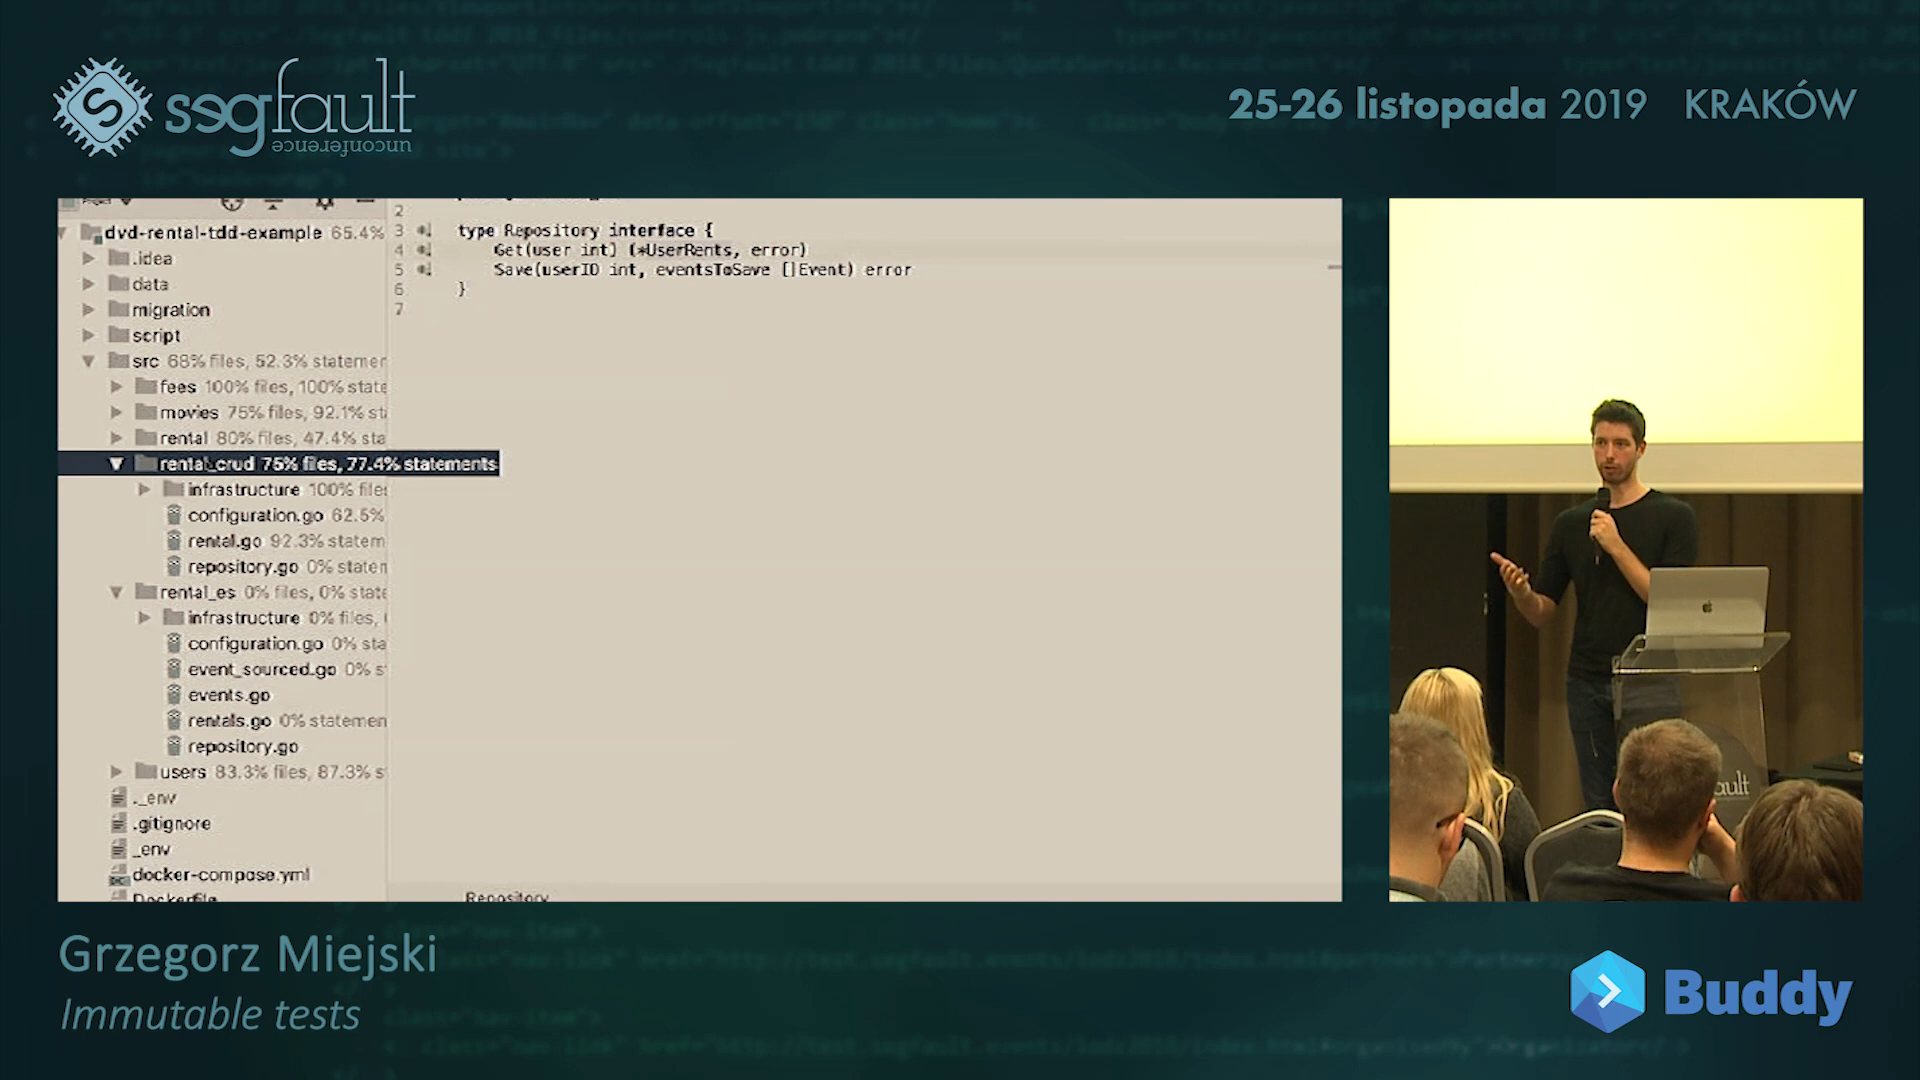 segfault
unconference
25-26 listopada 2019 KRAKÓW
Project
dvd-rental-tdd-example 65.4%
.idea
data
migration
script
src 68% files, 52.3% statemen
fees 100% files, 100% state
movies 75% files, 92.1% st
rental 80% files, 47.4% sta
rental_crud 75% files, 77.4% statements
infrastructure 100% files
configuration.go 62.5%
rental.go 92.3% statem
repository.go 0% statem
rental_es 0% files, 0% state
infrastructure 0% files,
configuration.go 0% sta
event_sourced.go 0% s
events.go
rentals.go 0% statemen
repository.go
users 83.3% files, 87.3% s
._env
.gitignore
_env
docker-compose.yml
Dockerfile
2
3 type Repository interface {
4 Get(user int) (*UserRents, error)
5 Save(userID int, eventsToSave []Event) error
6 }
7
Repository
ault
Grzegorz Miejski
Immutable tests
Buddy